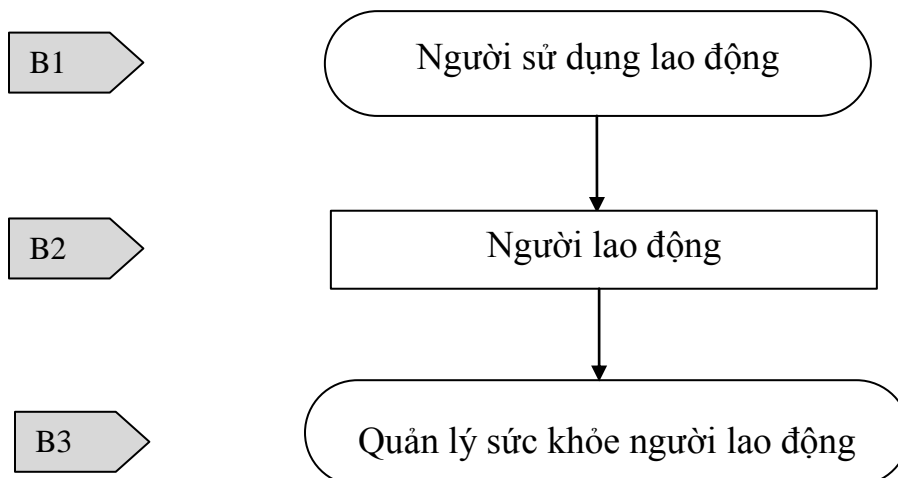 B1
Người sử dụng lao động
B2
Người lao động
B3
Quản lý sức khỏe người lao động